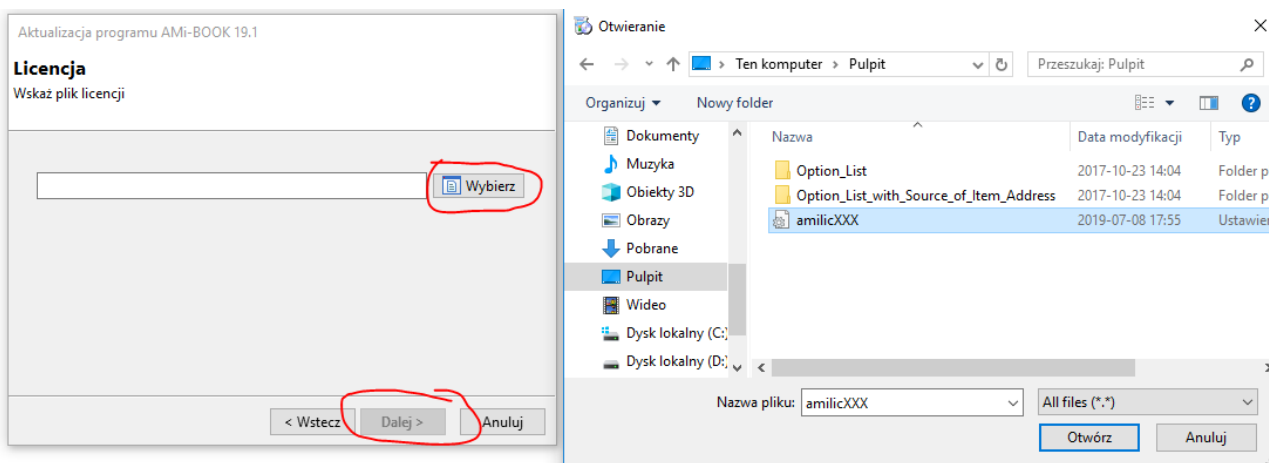 Aktualizacja programu AMi-BOOK 19.1
Licencja
Wskaż plik licencji
Wybierz
< Wstecz
Dalej >
Anuluj
Otwieranie
Ten komputer > Pulpit
Przeszukaj: Pulpit
Organizuj
Nowy folder
Dokumenty
Muzyka
Obiekty 3D
Obrazy
Pobrane
Pulpit
Wideo
Dysk lokalny (C:)
Dysk lokalny (D:)
Nazwa Data modyfikacji Typ
Option_List 2017-10-23 14:04 Folder p
Option_List_with_Source_of_Item_Address 2017-10-23 14:04 Folder p
amilicXXX 2019-07-08 17:55 Ustawier
Nazwa pliku: amilicXXX
All files (*.*)
Otwórz
Anuluj